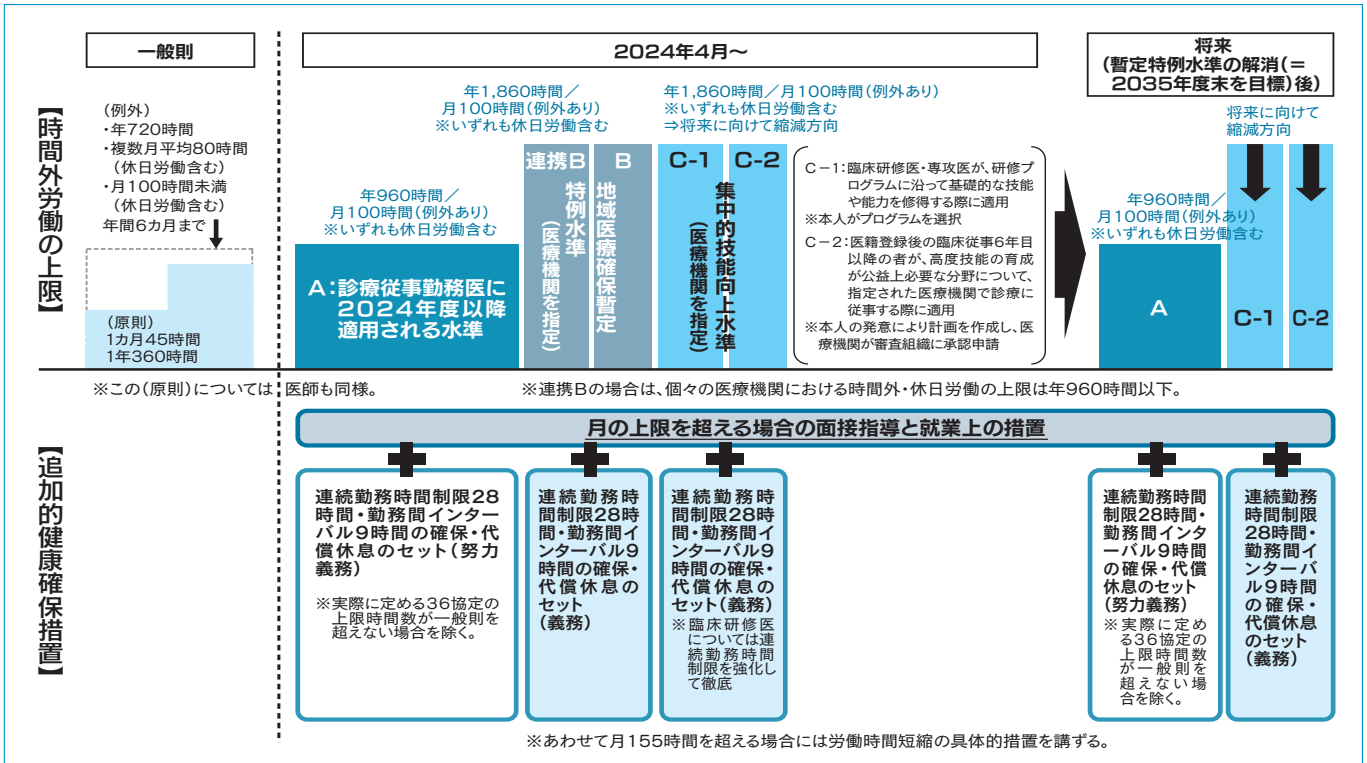 一般則
2024年4月～
将来
(暫定特例水準の解消(＝
2035年度末を目標)後)
【時間外労働の上限】
(例外)
・年720時間
・複数月平均80時間
(休日労働含む)
・月100時間未満
(休日労働含む)
年間6カ月まで
(原則)
1カ月45時間
1年360時間
年960時間／
月100時間(例外あり)
※いずれも休日労働含む
A：診療従事勤務医に
2024年度以降
適用される水準
年1,860時間／
月100時間(例外あり)
※いずれも休日労働含む
連携B
B
地域医療確保暫定
特例水準
(医療機関を指定)
年1,860時間／月100時間(例外あり)
※いずれも休日労働含む
⇒将来に向けて縮減方向
C-1
C-2
集中的技能向上水準
(医療機関を指定)
C－1：臨床研修医・専攻医が、研修プ
ログラムに沿って基礎的な技能
や能力を修得する際に適用
※本人がプログラムを選択
C－2：医籍登録後の臨床従事6年目
以降の者が、高度技能の育成
が公益上必要な分野について、
指定された医療機関で診療に
従事する際に適用
※本人の発意により計画を作成し、医
療機関が審査組織に承認申請
年960時間／
月100時間(例外あり)
※いずれも休日労働含む
A
将来に向けて
縮減方向
C-1
C-2
※この(原則)については、医師も同様。
※連携Bの場合は、個々の医療機関における時間外・休日労働の上限は年960時間以下。
【追加的健康確保措置】
月の上限を超える場合の面接指導と就業上の措置
連続勤務時間制限28
時間・勤務間インター
バル9時間の確保・代
償休息のセット(努力
義務)
※実際に定める36協定の
上限時間数が一般則を
超えない場合を除く。
連続勤務時
間制限28時
間・勤務間イ
ンターバル9
時間の確保・
代償休息の
セット
(義務)
連続勤務時
間制限28時
間・勤務間イ
ンターバル9
時間の確保・
代償休息の
セット(義務)
※臨床研修医
については連
続勤務時間
制限を強化し
て徹底
連続勤務時間
制限28時間・
勤務間インタ
ーバル9時間
の確保・代償
休息のセット
(努力義務)
※実際に定め
る36協定の
上限時間数
が一般則を
超えない場
合を除く。
連続勤務
時間制限
28時間・
勤務間イ
ンターバ
ル9時間
の確保・
代償休息
のセット
(義務)
※あわせて月155時間を超える場合には労働時間短縮の具体的措置を講ずる。